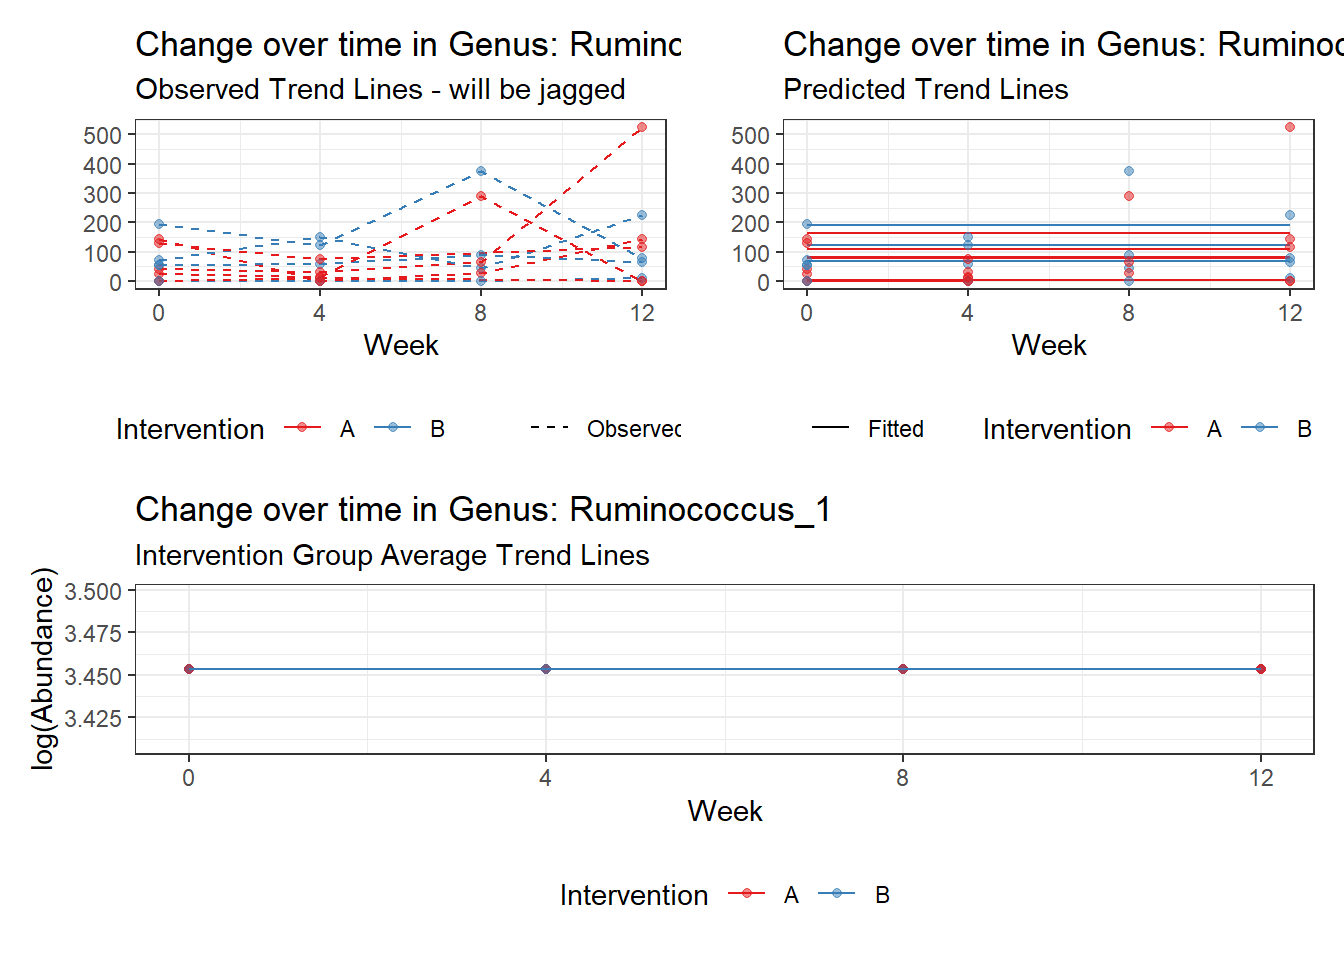 Change over time in Genus: Ruminc
Observed Trend Lines - will be jagged
500
400
300
200
100
0
0 4 8 12
Week
Intervention A B Observed
Change over time in Genus: Ruminoc
Predicted Trend Lines
500
400
300
200
100
0
0 4 8 12
Week
Fitted Intervention A B
Change over time in Genus: Ruminococcus_1
Intervention Group Average Trend Lines
log(Abundance)
3.500
3.475
3.450
3.425
0 4 8 12
Week
Intervention A B